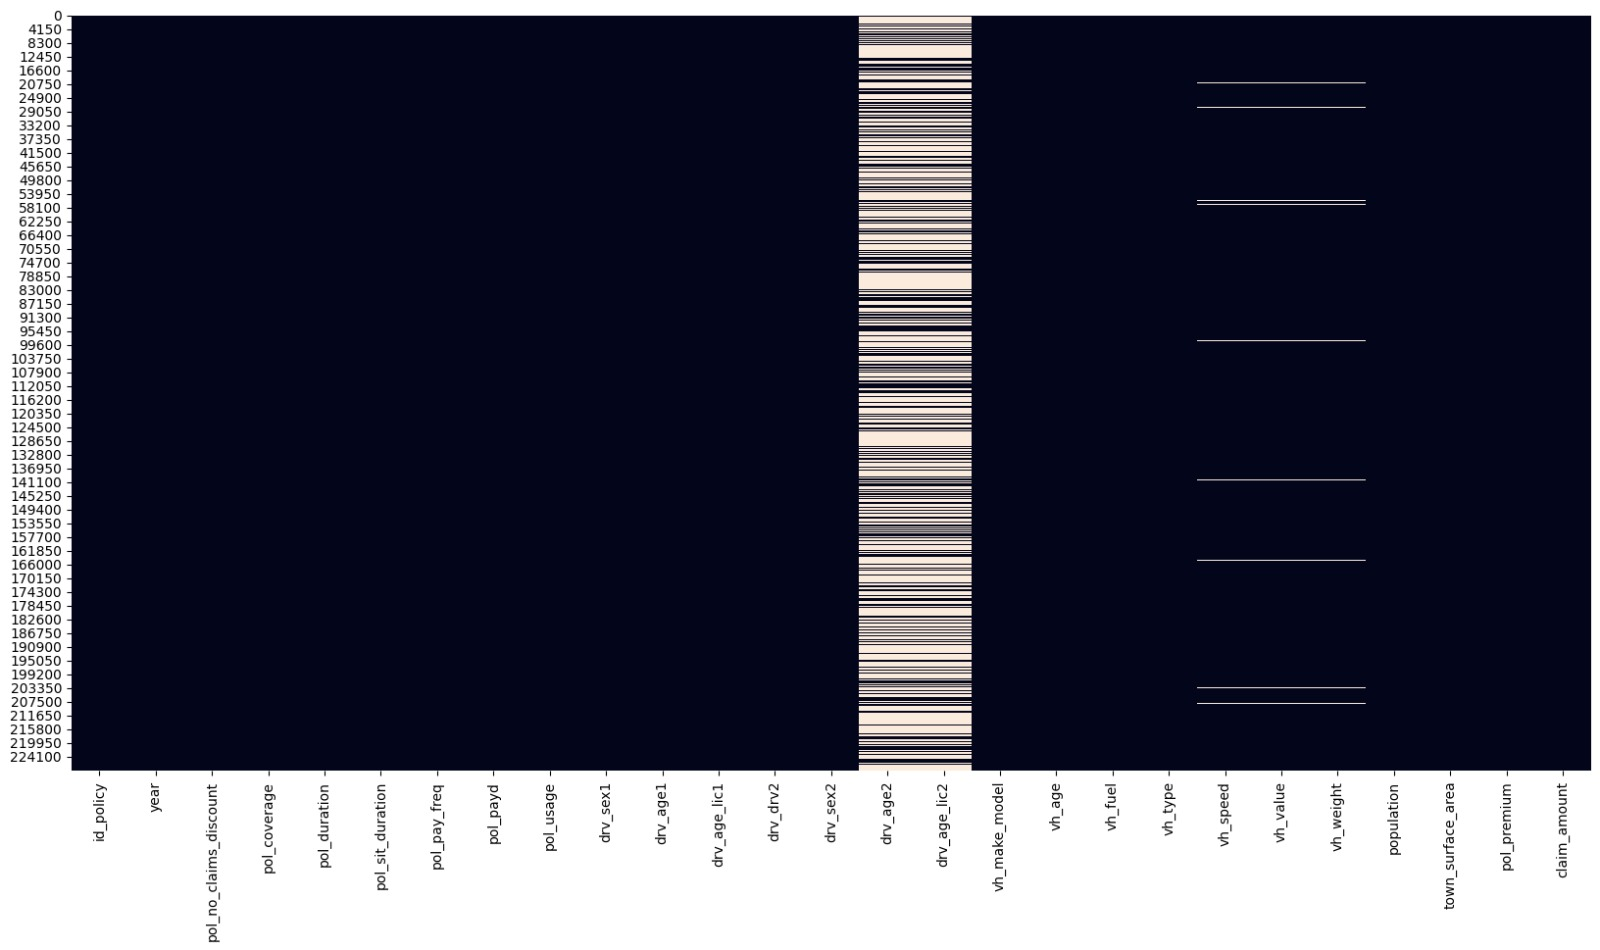 0
4150
8300
12450
16600
20750
24900
29050
33200
37350
41500
45650
49800
53950
58100
62250
66400
70550
74700
78850
83000
87150
91300
95450
99600
103750
107900
112050
116200
120350
124500
128650
132800
136950
141100
145250
149400
153550
157700
161850
166000
170150
174300
178450
182600
186750
190900
195050
199200
203350
207500
211650
215800
219950
224100
id_policy
year
pol_no_claims_discount
pol_coverage
pol_duration
pol_sit_duration
pol_pay_freq
pol_payd
pol_usage
drv_sex1
drv_age1
drv_age_lic1
drv_drv2
drv_sex2
drv_age2
drv_age_lic2
vh_make_model
vh_age
vh_fuel
vh_type
vh_speed
vh_value
vh_weight
population
town_surface_area
pol_premium
claim_amount